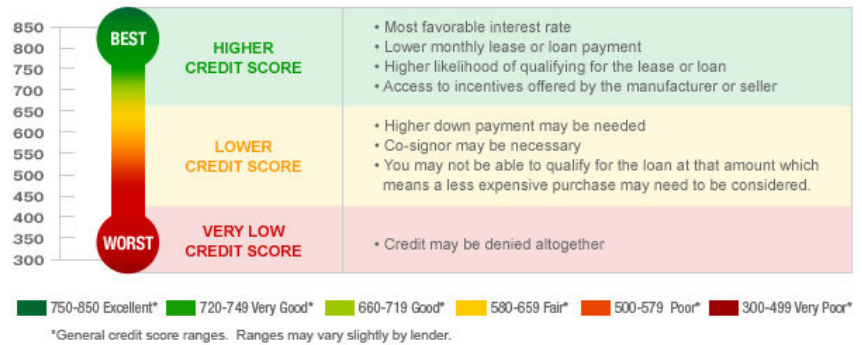 850
800
750
700
650
600
550
500
450
400
350
300
BEST
WORST
HIGHER
CREDIT SCORE
• Most favorable interest rate
• Lower monthly lease or loan payment
• Higher likelihood of qualifying for the lease or loan
• Access to incentives offered by the manufacturer or seller
LOWER
CREDIT SCORE
• Higher down payment may be needed
• Co-signor may be necessary
• You may not be able to qualify for the loan at that amount which
means a less expensive purchase may need to be considered.
VERY LOW
CREDIT SCORE
• Credit may be denied altogether
750-850 Excellent* 720-749 Very Good* 660-719 Good* 580-659 Fair* 500-579 Poor* 300-499 Very Poor*
*General credit score ranges. Ranges may vary slightly by lender.